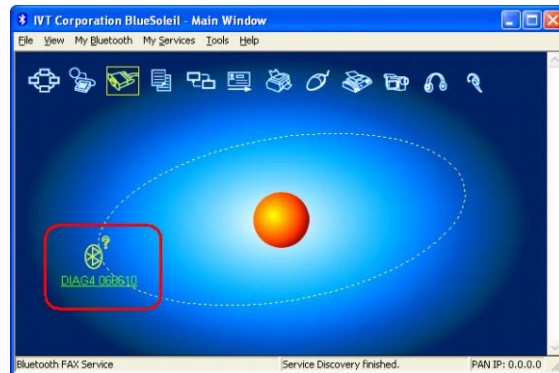 IVT Corporation BlueSoleil - Main Window
File View My Bluetooth My Services Tools Help
DIAG4 066610
Bluetooth FAX Service Service Discovery finished. PAN IP: 0.0.0.0